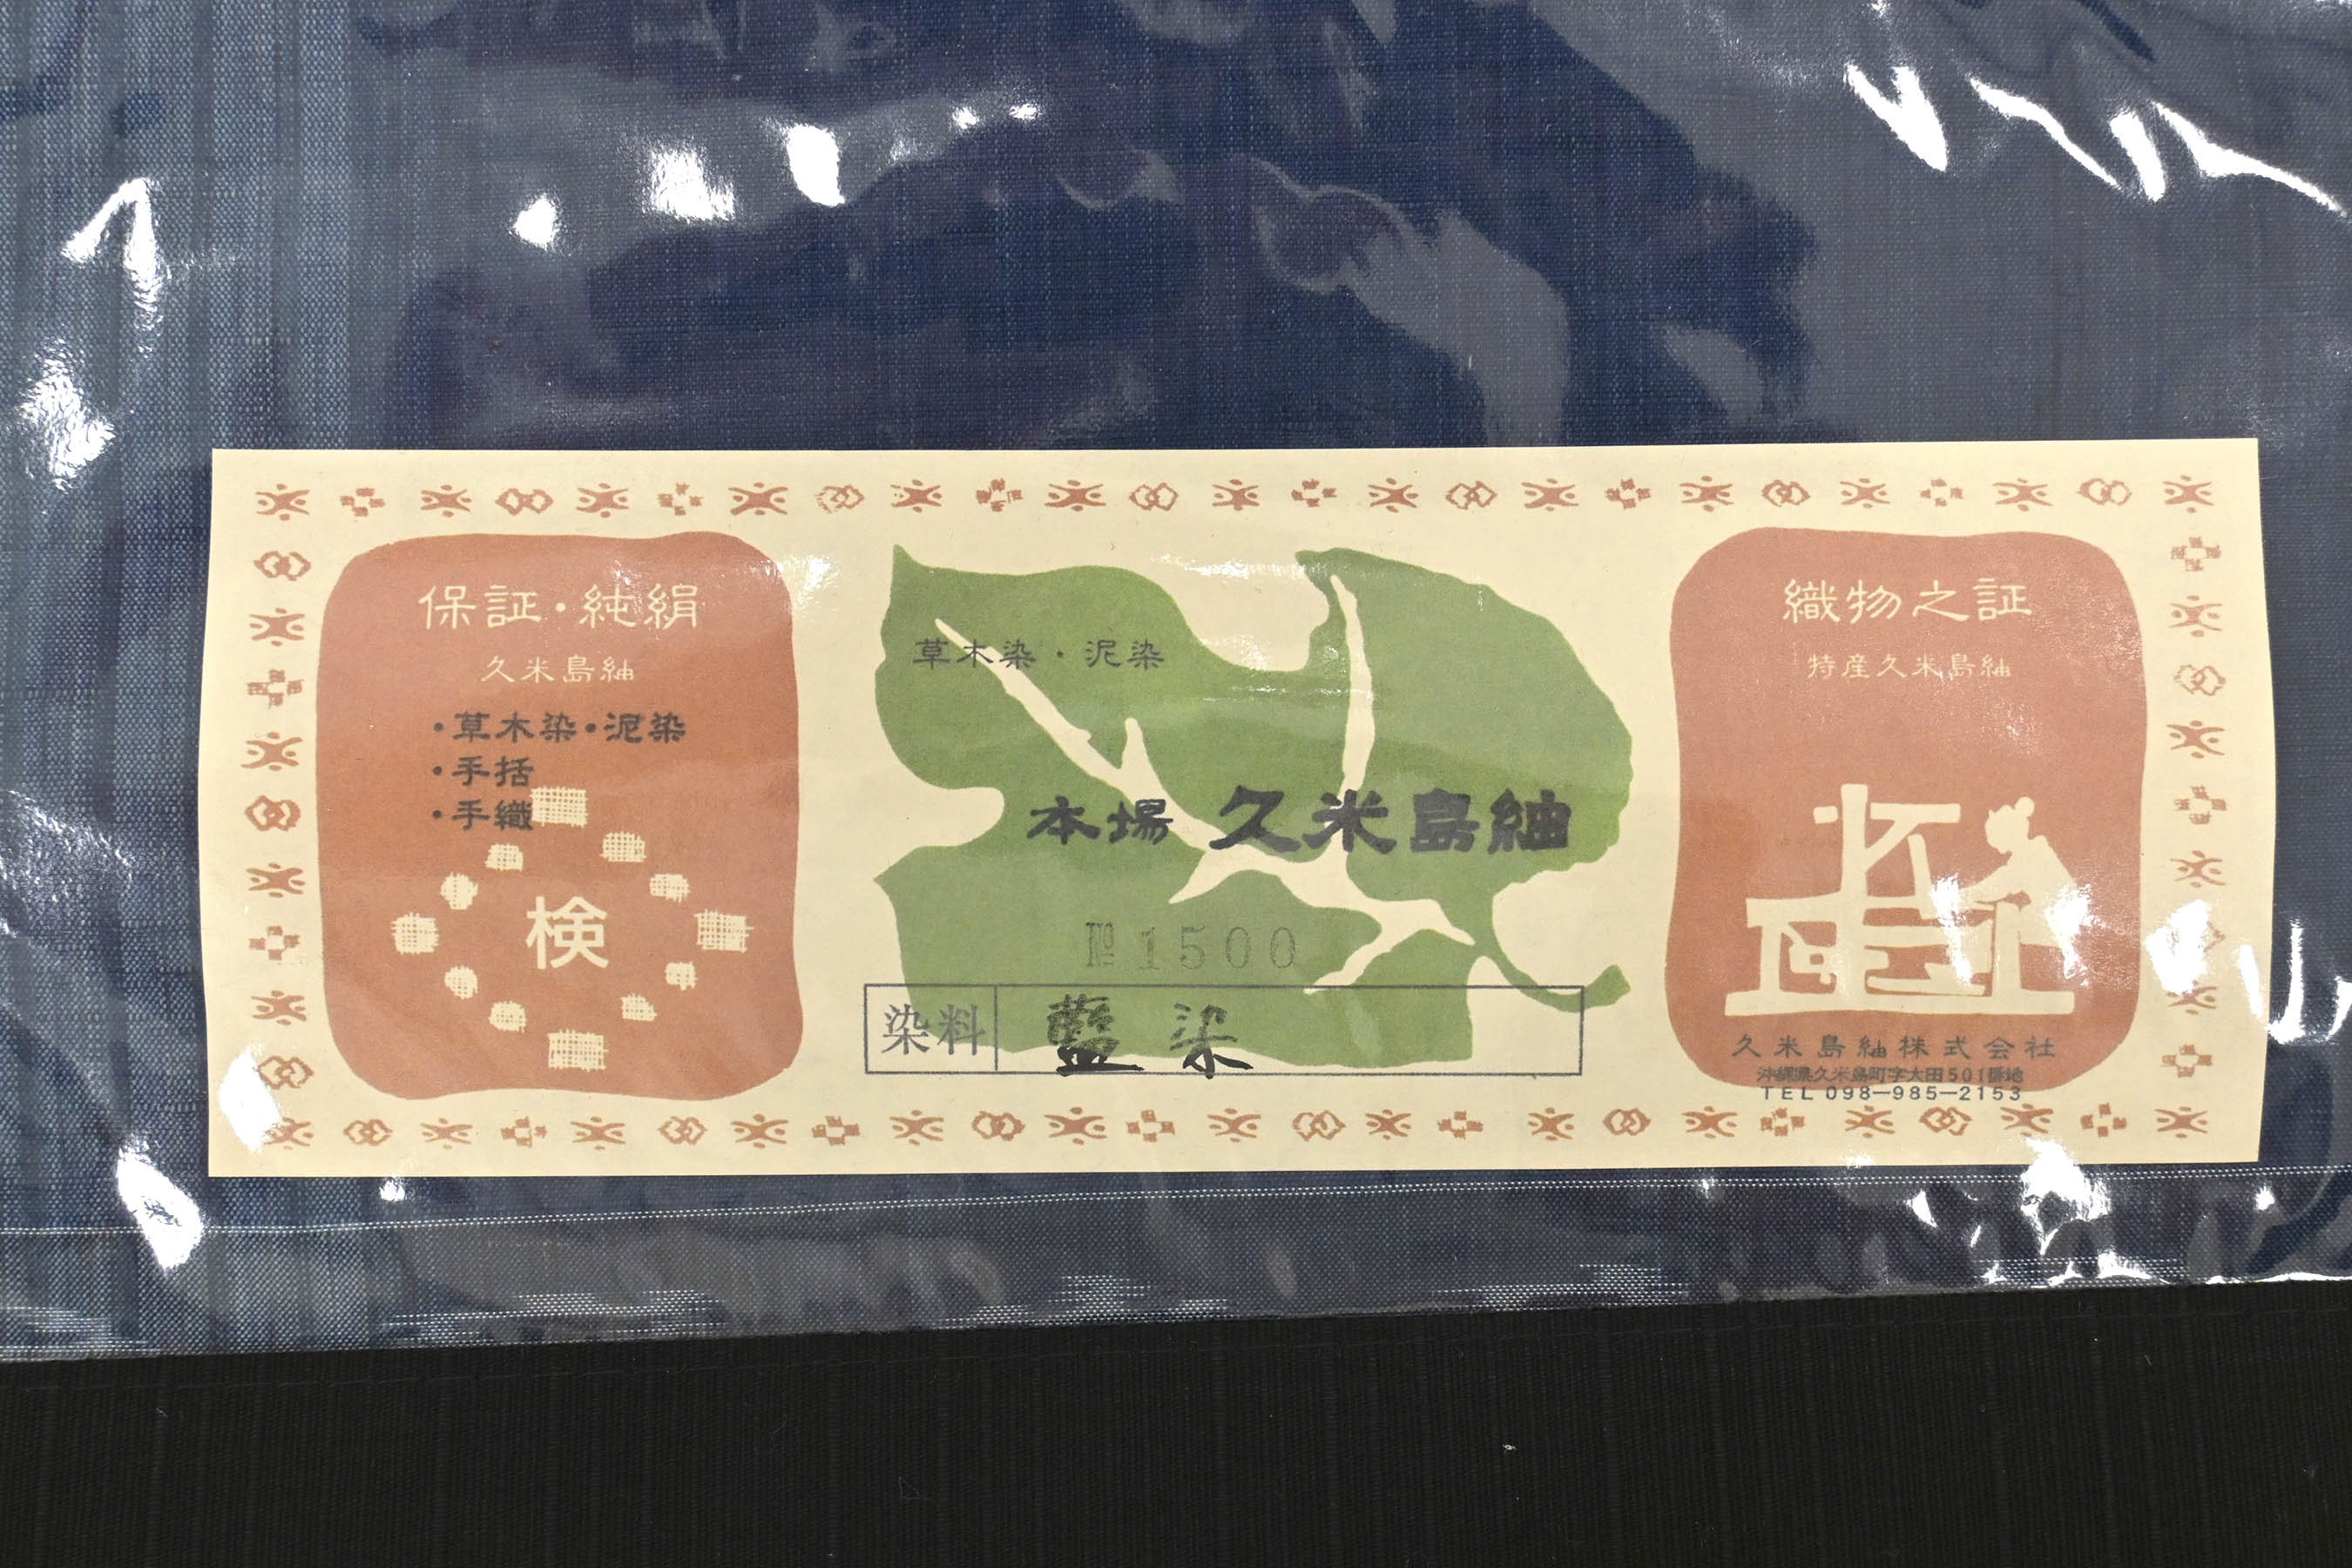 保証・純絹
久米島紬
・草木染・泥染
・手括
・手織
検
草木染・泥染
本場 久米島紬
№1500
染料 藍染
織物之証
特産久米島紬
久米島紬株式会社
沖縄県久米島町字太田501番地
TEL 098-985-2153